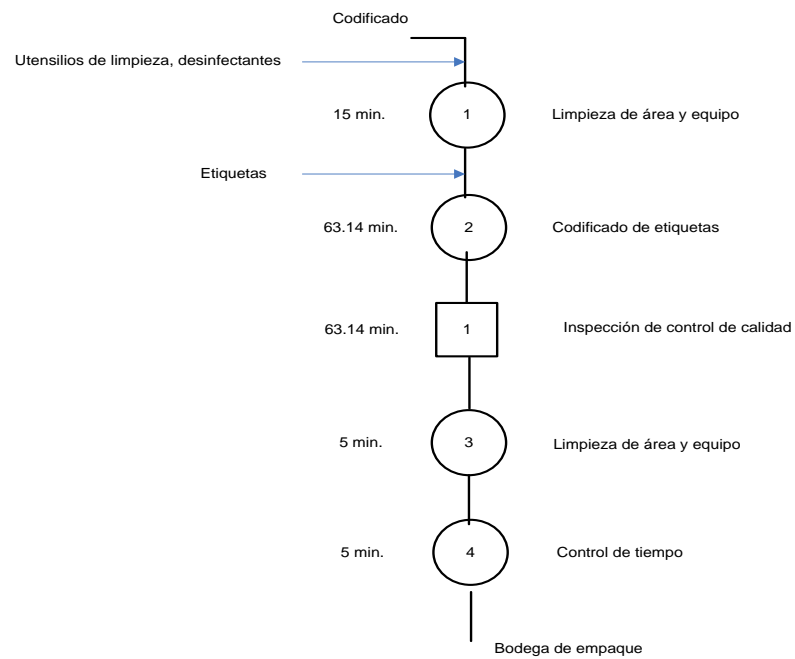 Codificado
Utensilios de limpieza, desinfectantes
15 min.
1
Limpieza de área y equipo
Etiquetas
63.14 min.
2
Codificado de etiquetas
63.14 min.
1
Inspección de control de calidad
5 min.
3
Limpieza de área y equipo
5 min.
4
Control de tiempo
Bodega de empaque